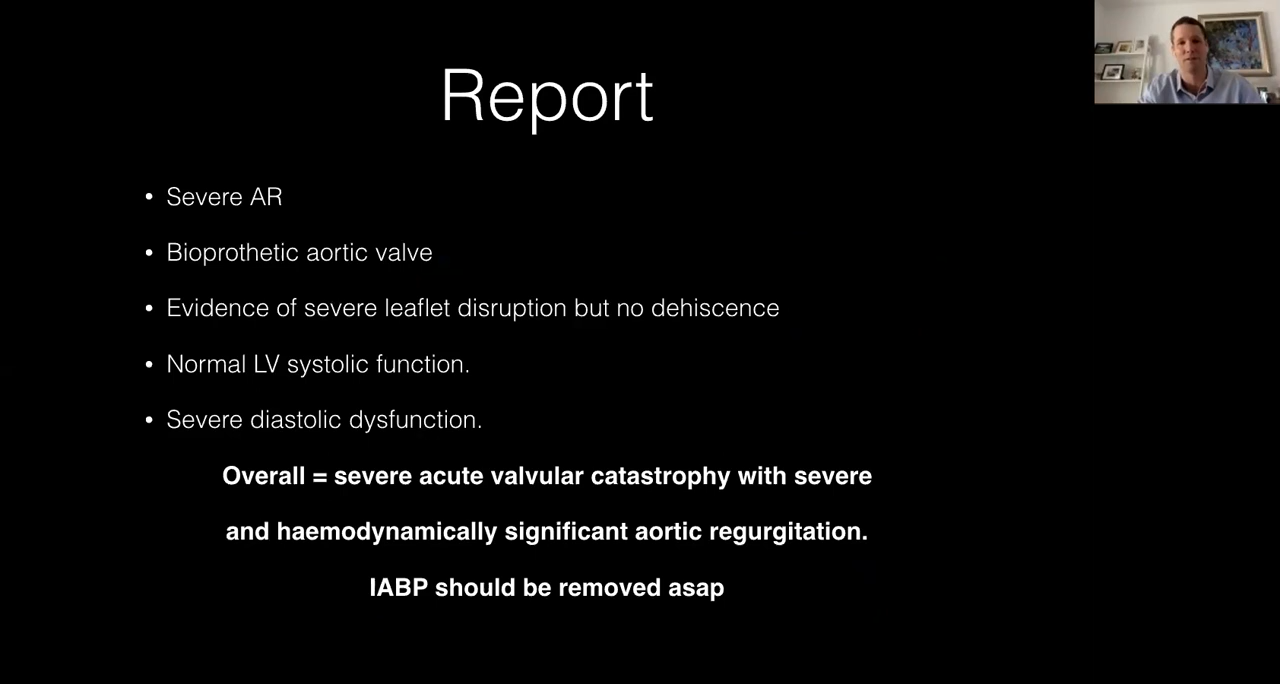 Report
• Severe AR
• Bioprothetic aortic valve
• Evidence of severe leaflet disruption but no dehiscence
• Normal LV systolic function.
• Severe diastolic dysfunction.
Overall = severe acute valvular catastrophy with severe
and haemodynamically significant aortic regurgitation.
IABP should be removed asap